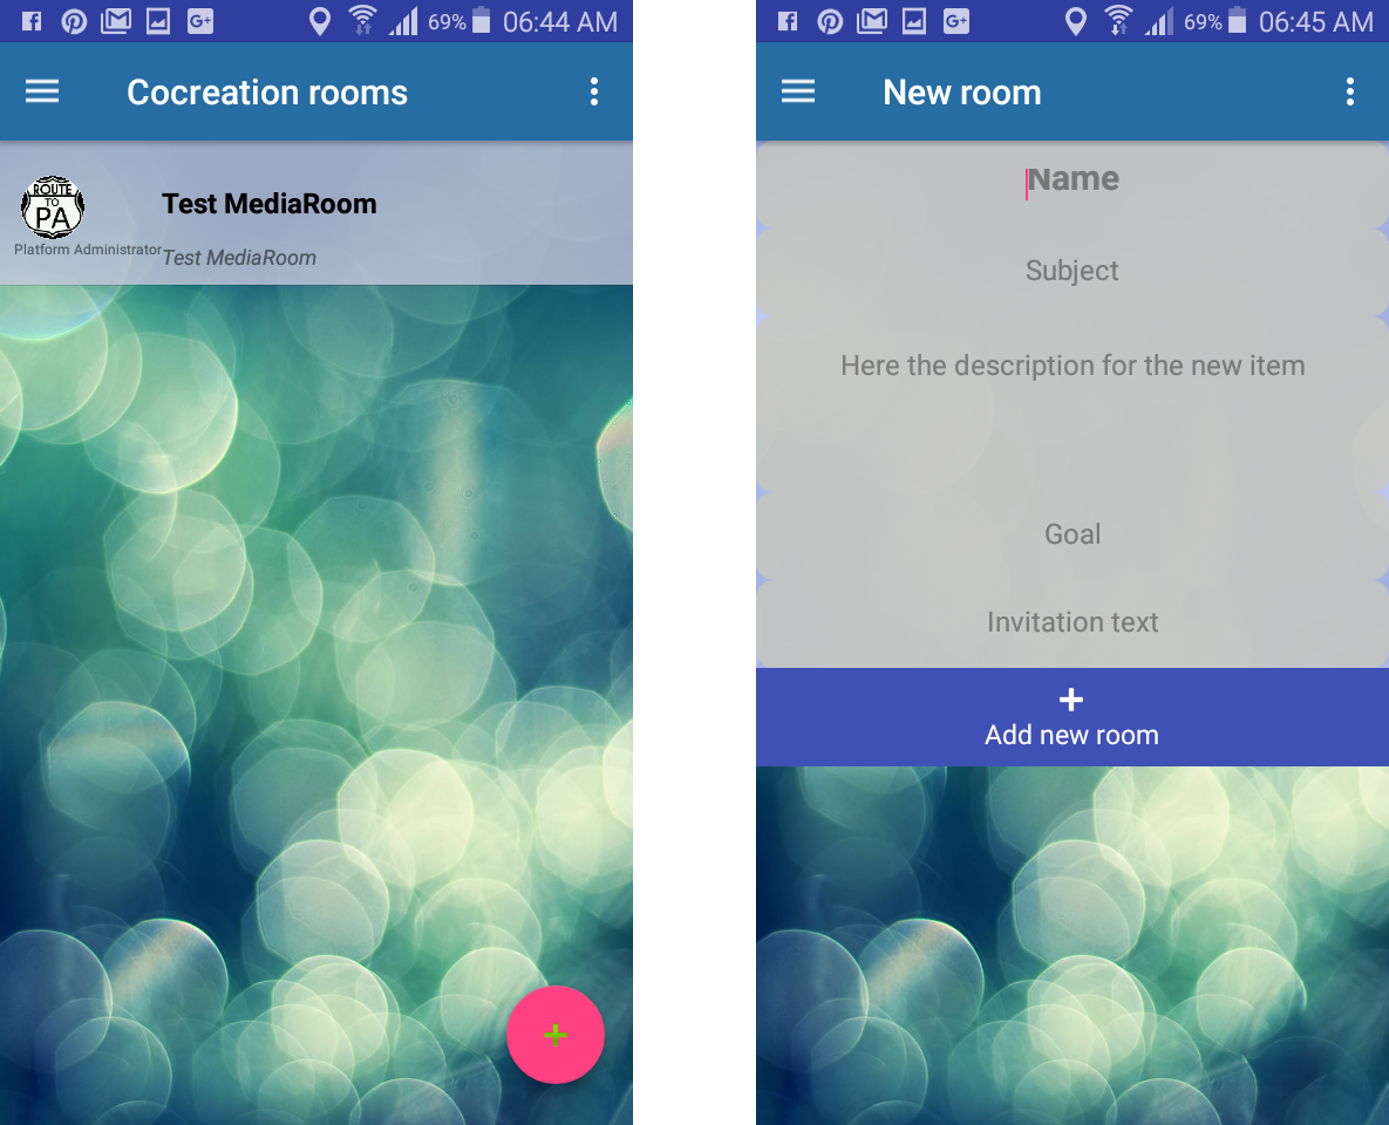 69% 06:44 AM
Cocreation rooms
ROUTE
TO
PA
Platform Administrator
Test MediaRoom
Test MediaRoom
69% 06:45 AM
New room
Name
Subject
Here the description for the new item
Goal
Invitation text
Add new room